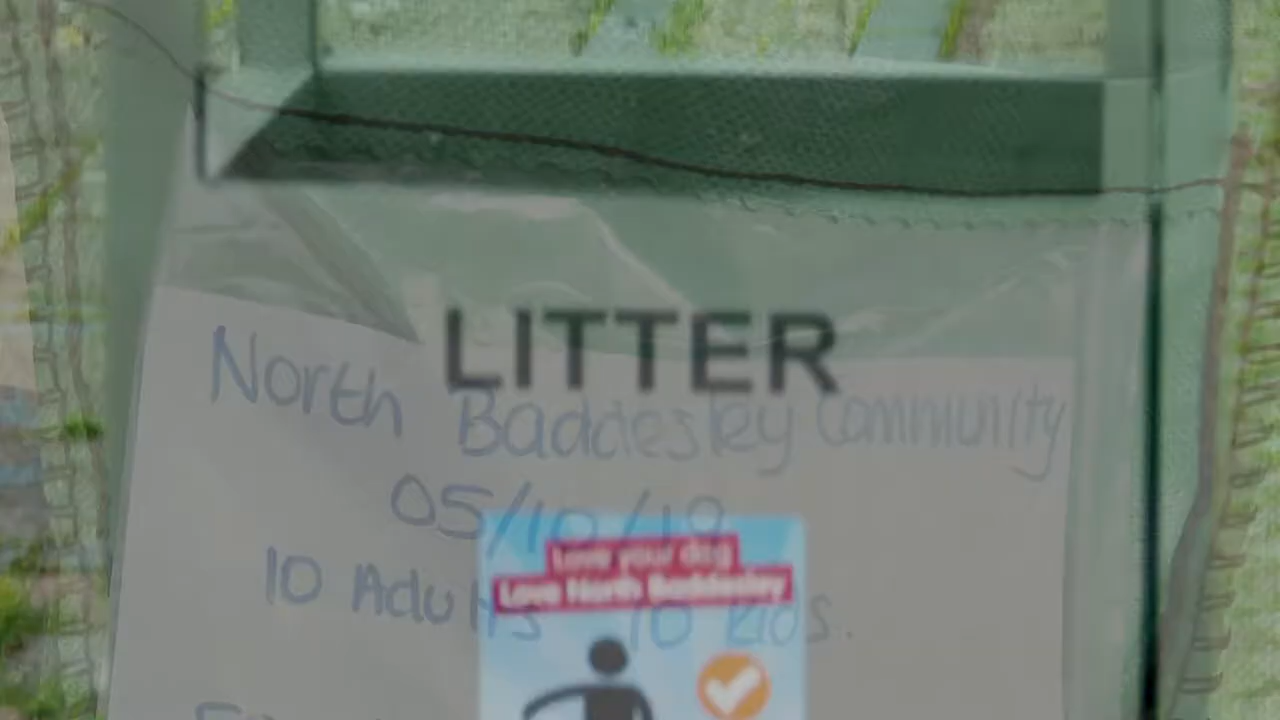 LITTER
North Baddesley Community
05/10/19
10 Adults 10 Kids.
Love your dog
Love North Baddesley